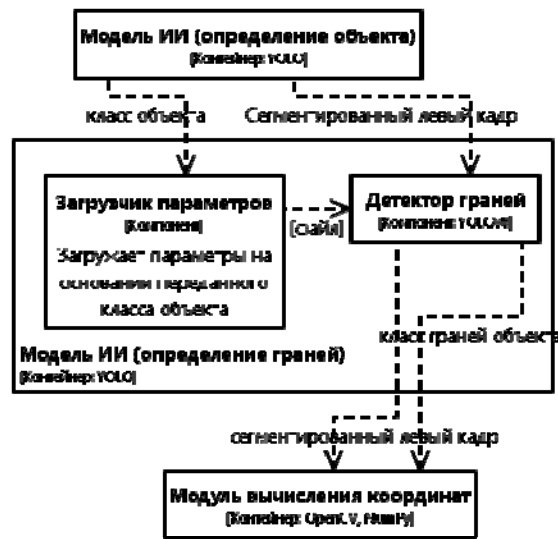 Модель ИИ (определение объекта)
[Контейнер: YOLO]
класс объекта
Сегментированный левый кадр
Загрузчик параметров
[Компонент]
Загружает параметры на
основании переданного
класса объекта
[файл]
Детектор граней
[Компонент: YOLOv8]
класс граней объекта
Модель ИИ (определение граней)
[Контейнер: YOLO]
сегментированный левый кадр
Модуль вычисления координат
[Контейнер: OpenCV, NumPy]